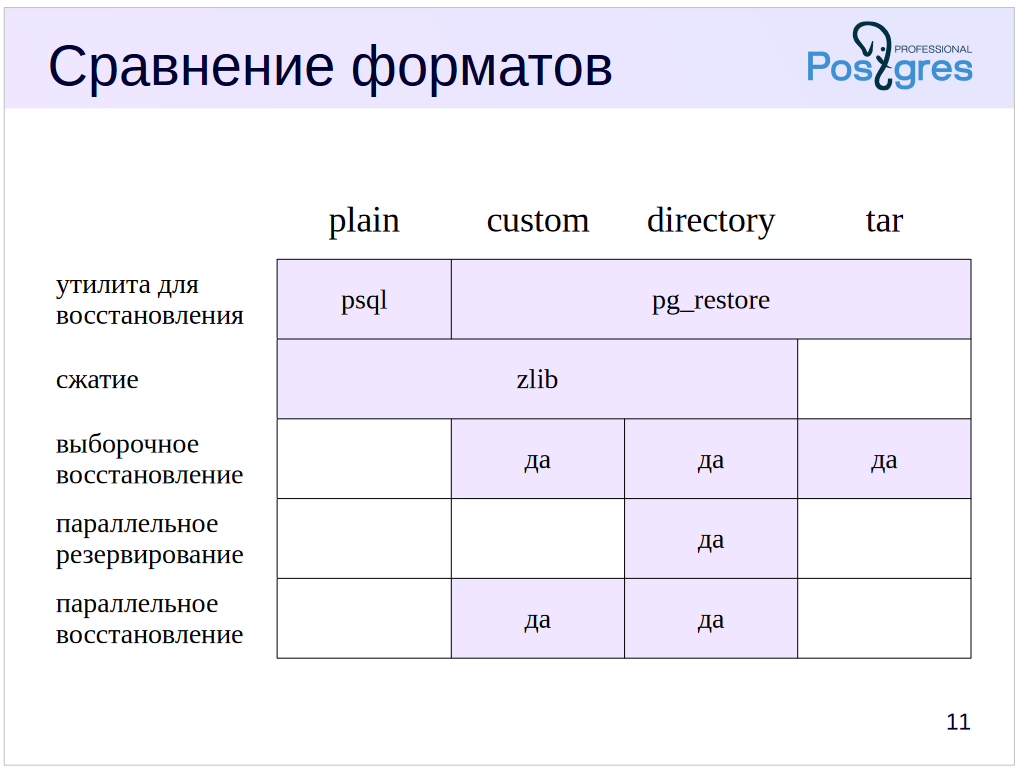 Сравнение форматов
PROFESSIONAL
Postgres
plain custom directory tar
утилита для
восстановления
psql pg_restore
сжатие zlib
выборочное
восстановление
да да да
параллельное
резервирование
да
параллельное
восстановление
да да
11